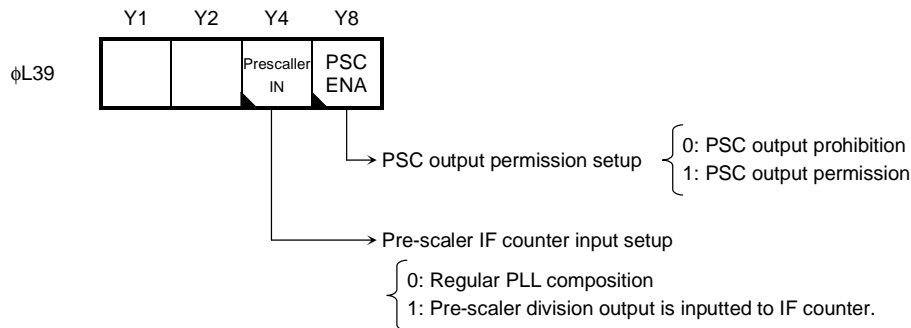 Y1 Y2 Y4 Y8
ϕL39
Prescaller
IN
PSC
ENA
PSC output permission setup
0: PSC output prohibition
1: PSC output permission
Pre-scaler IF counter input setup
0: Regular PLL composition
1: Pre-scaler division output is inputted to IF counter.